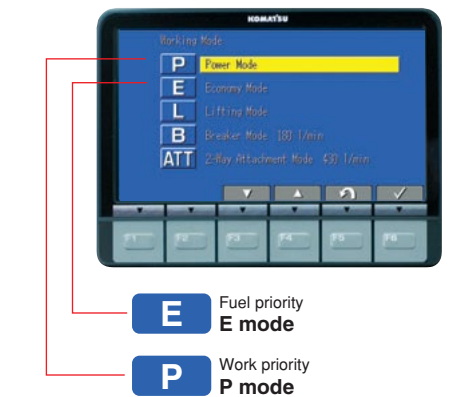 KOMATSU
Working Mode
P Power Mode
E Economy Mode
L Lifting Mode
B Breaker Mode 180 l/min
ATT 2-Way Attachment Mode 430 l/min
F1 F2 F3 F4 F5 F6
E Fuel priority
E mode
P Work priority
P mode